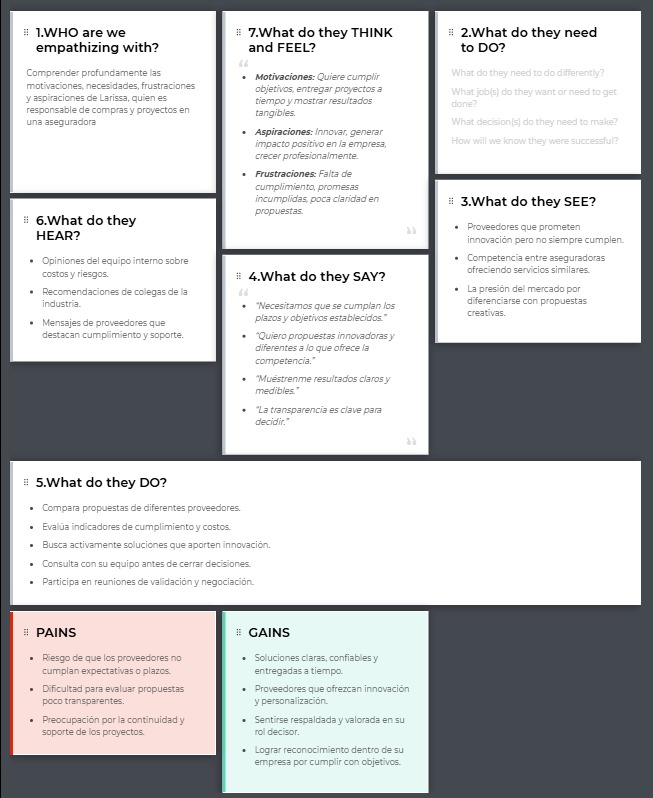 1.WHO are we
empathizing with?
Comprender profundamente las
motivaciones, necesidades, frustraciones
y aspiraciones de Larissa, quien es
responsable de compras y proyectos en
una aseguradora
7.What do they THINK
and FEEL?
“
• Motivaciones: Quiere cumplir
objetivos, entregar proyectos a
tiempo y mostrar resultados
tangibles.
• Aspiraciones: Innovar, generar
impacto positivo en la empresa,
crecer profesionalmente.
• Frustraciones: Falta de
cumplimiento, promesas
incumplidas, poca claridad en
propuestas.
”
2.What do they need
to DO?
What do they need to do differently?
What job(s) do they want or need to get
done?
What decision(s) do they need to make?
How will we know they were successful?
6.What do they
HEAR?
• Opiniones del equipo interno sobre
costos y riesgos.
• Recomendaciones de colegas de la
industria.
• Mensajes de proveedores que
destacan cumplimiento y soporte.
4.What do they SAY?
“
• “Necesitamos que se cumplan los
plazos y objetivos establecidos.”
• “Quiero propuestas innovadoras y
diferentes a lo que ofrece la
competencia.”
• “Muéstrenme resultados claros y
medibles.”
• “La transparencia es clave para
decidir.”
”
3.What do they SEE?
• Proveedores que prometen
innovación pero no siempre cumplen.
• Competencia entre aseguradoras
ofreciendo servicios similares.
• La presión del mercado por
diferenciarse con propuestas
creativas.
5.What do they DO?
• Compara propuestas de diferentes proveedores.
• Evalúa indicadores de cumplimiento y costos.
• Busca activamente soluciones que aporten innovación.
• Consulta con su equipo antes de cerrar decisiones.
• Participa en reuniones de validación y negociación.
PAINS
• Riesgo de que los proveedores no
cumplan expectativas o plazos.
• Dificultad para evaluar propuestas
poco transparentes.
• Preocupación por la continuidad y
soporte de los proyectos.
GAINS
• Soluciones claras, confiables y
entregadas a tiempo.
• Proveedores que ofrezcan innovación
y personalización.
• Sentirse respaldada y valorada en su
rol decisor.
• Lograr reconocimiento dentro de su
empresa por cumplir con objetivos.